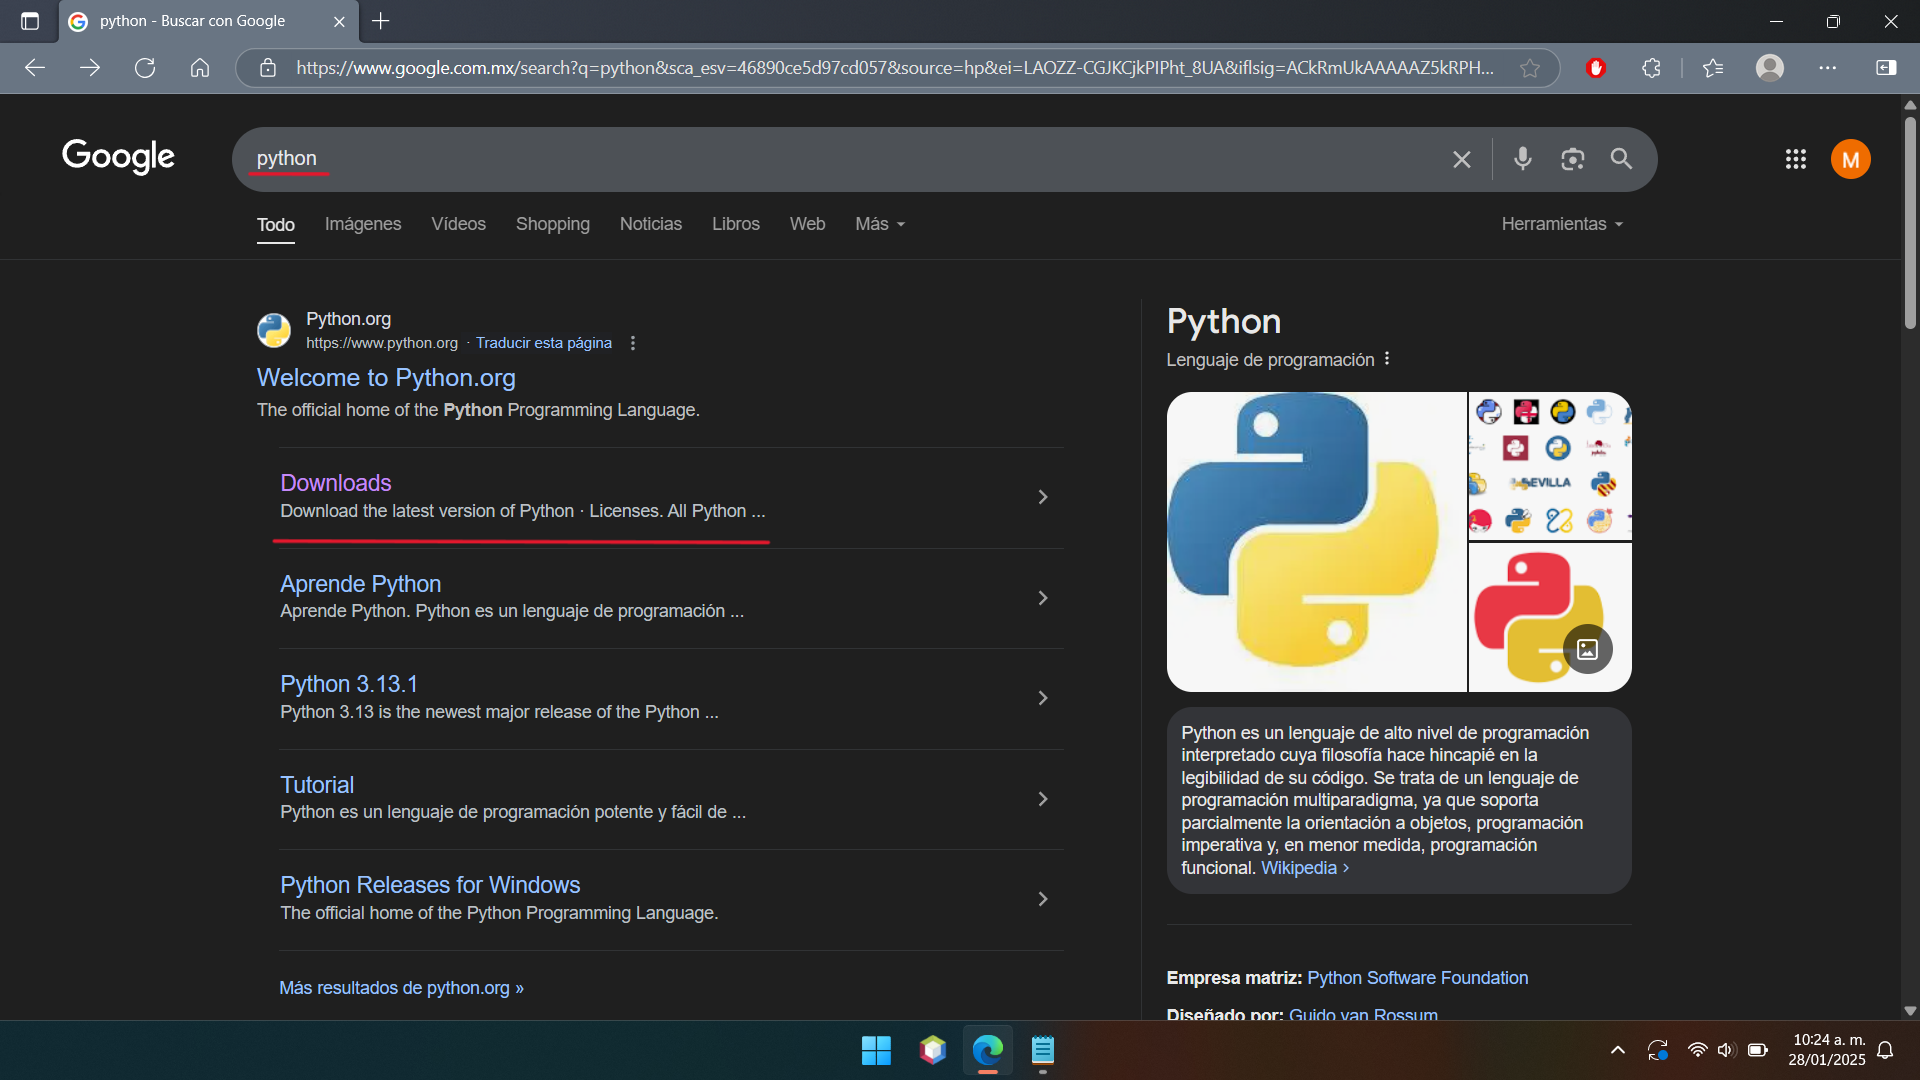 python - Buscar con Google
https://www.google.com.mx/search?q=python&sca_esv=46890ce5d97cd057&source=hp&ei=LAOZZ-CGJKCjkPIPht_8UA&iflsig=ACkRmUkAAAAAZ5kRPH...
Google
python
M
Todo
Imágenes
Vídeos
Shopping
Noticias
Libros
Web
Más
Herramientas
Python.org
https://www.python.org · Traducir esta página
Welcome to Python.org
The official home of the Python Programming Language.
Downloads
Download the latest version of Python · Licenses. All Python ...
Aprende Python
Aprende Python. Python es un lenguaje de programación ...
Python 3.13.1
Python 3.13 is the newest major release of the Python ...
Tutorial
Python es un lenguaje de programación potente y fácil de ...
Python Releases for Windows
The official home of the Python Programming Language.
Más resultados de python.org »
Python
Lenguaje de programación
SEVILLA
Python es un lenguaje de alto nivel de programación
interpretado cuya filosofía hace hincapié en la
legibilidad de su código. Se trata de un lenguaje de
programación multiparadigma, ya que soporta
parcialmente la orientación a objetos, programación
imperativa y, en menor medida, programación
funcional. Wikipedia ›
Empresa matriz: Python Software Foundation
Diseñado por: Guido van Rossum
10:24 a. m.
28/01/2025